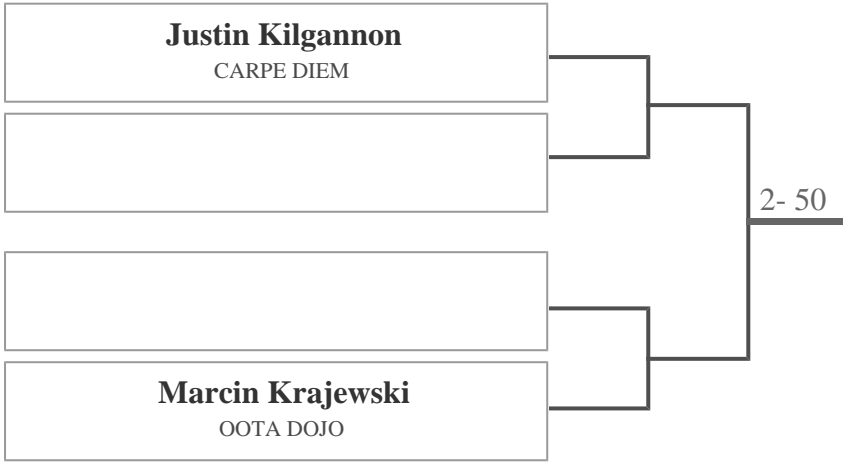 Justin Kilgannon
CARPE DIEM
2- 50
Marcin Krajewski
OOTA DOJO